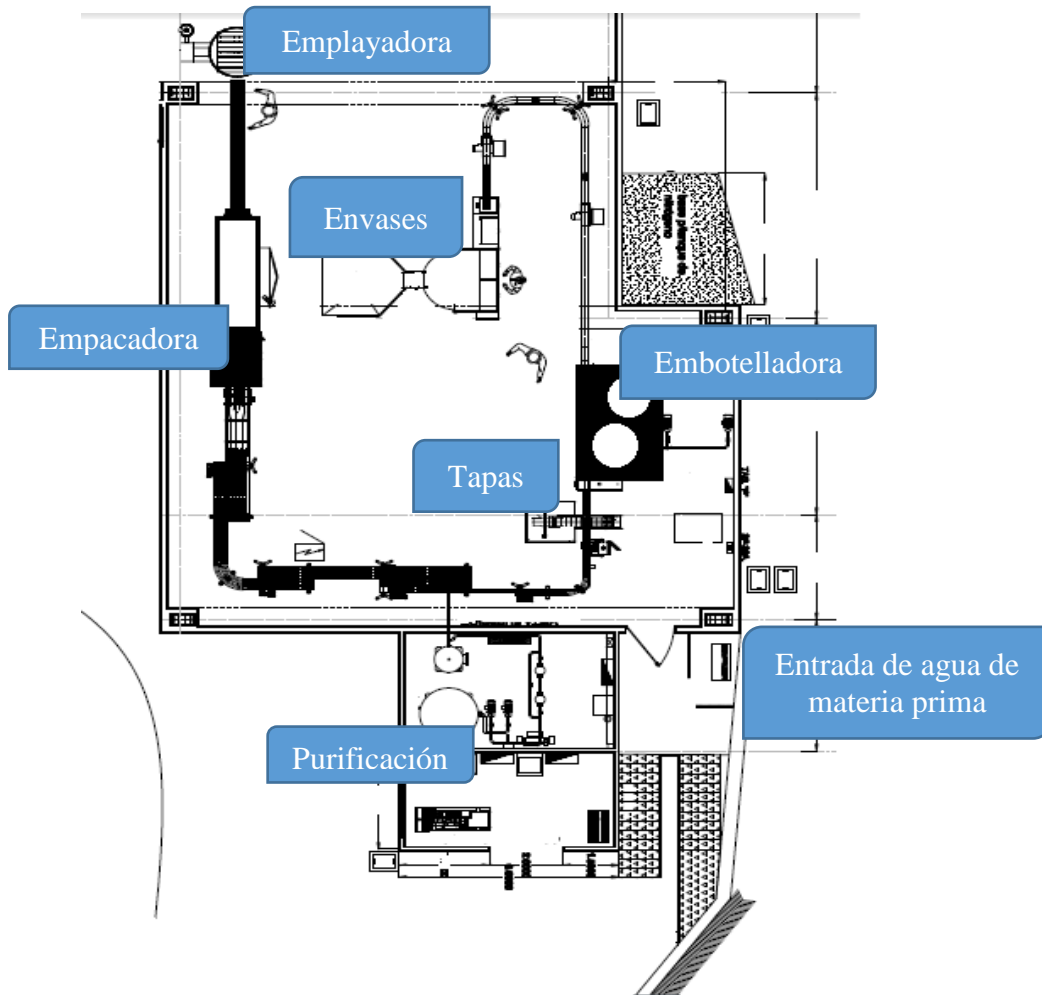 Emplayadora
Envases
Empacadora
Embotelladora
Tapas
Entrada de agua de
materia prima
Purificación